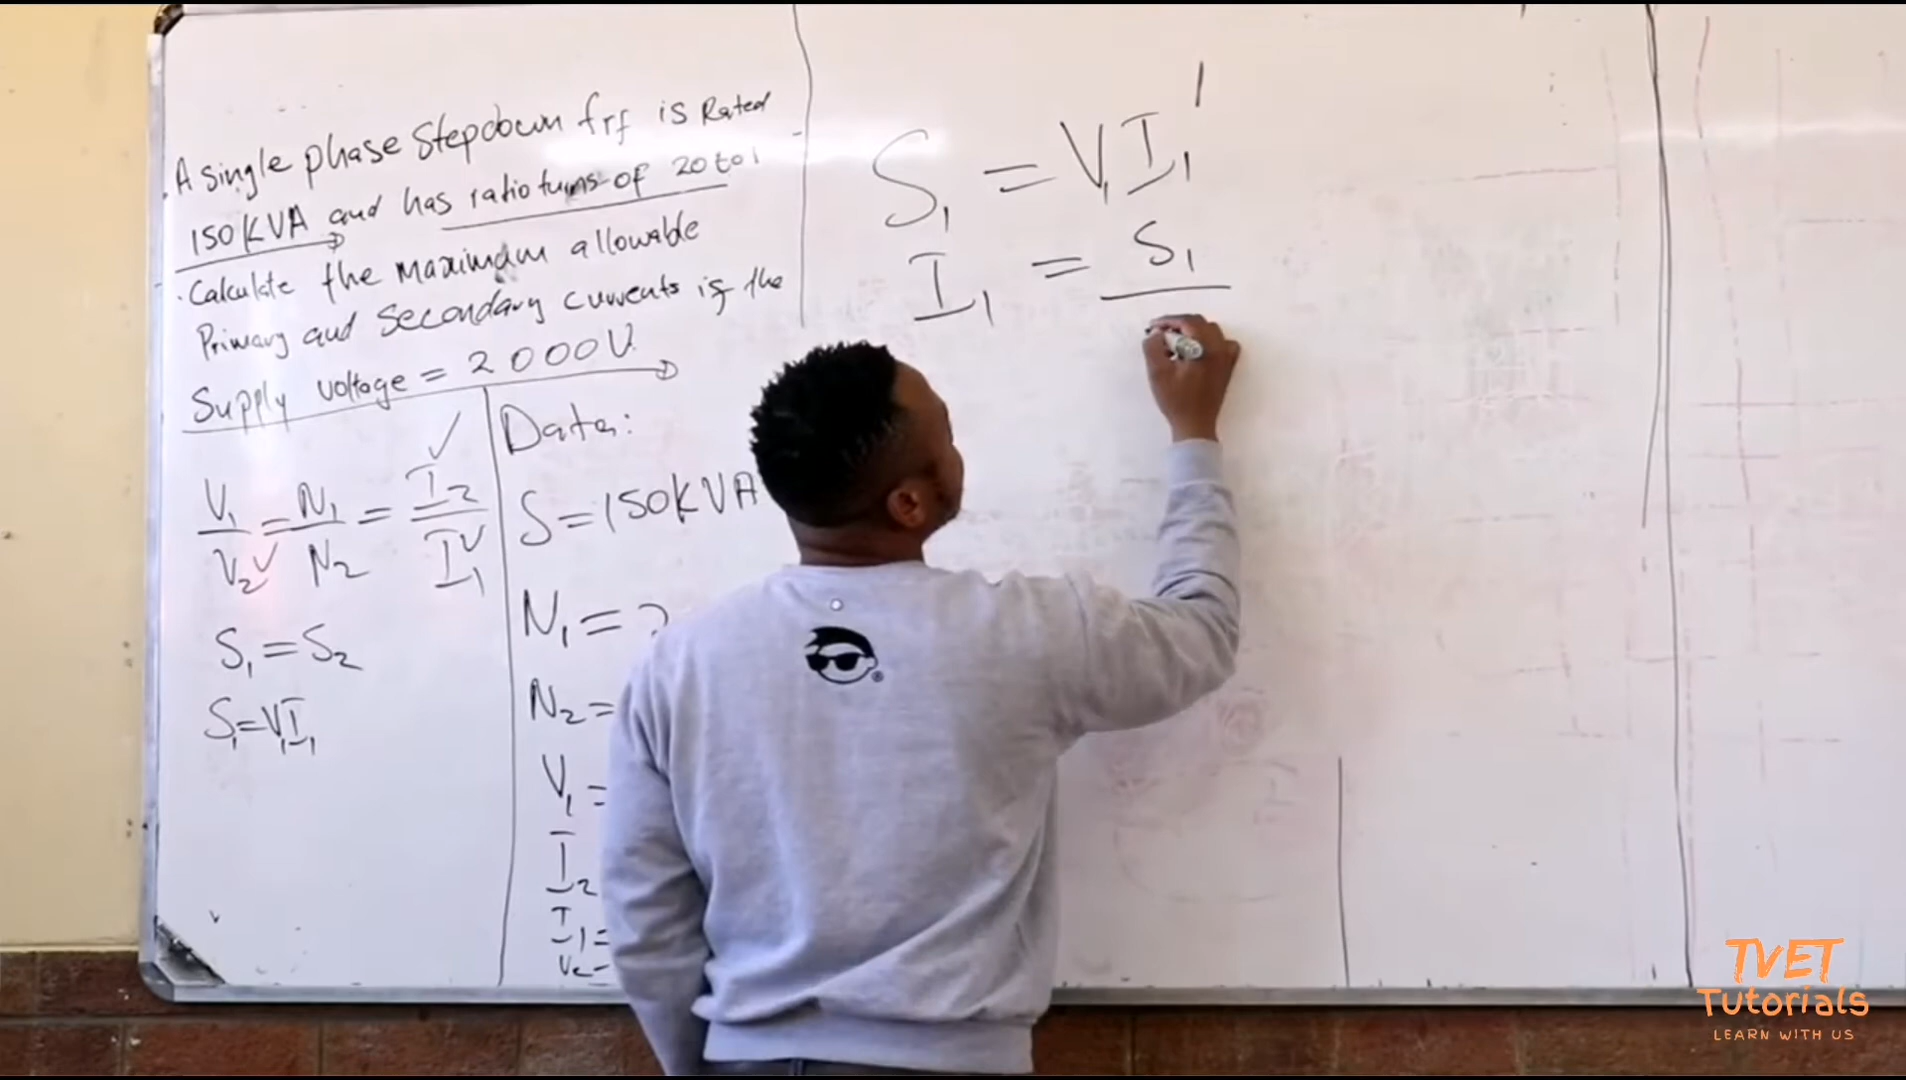 . A single phase Stepdown trf is Rated
150KVA and has ratio turns of 20 to 1
. Calculate the maximum allowable
Primary and Secondary currents if the
Supply voltage = 2000V
V1/V2 = N1/N2 = I2/I1
S1 = S2
S1 = V1I1
Data:
S = 150kVA
N1 = ?
N2 =
V1 =
I2
I1 =
V2 =
S1 = V1I1
I1 = S1
TVET
Tutorials
LEARN WITH US